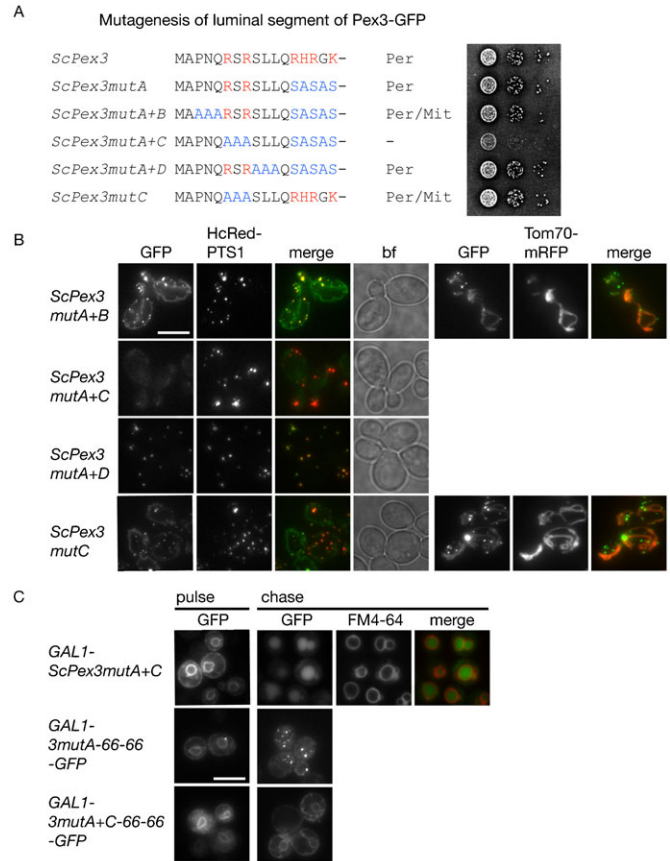 A
Mutagenesis of luminal segment of Pex3-GFP
ScPex3 MAPNQRSRSLLQRHRGK- Per
ScPex3mutA MAPNQRSRSLLQSASAS- Per
ScPex3mutA+B MAAAARSRSLLQSASAS- Per/Mit
ScPex3mutA+C MAPNQAAASLLQSASAS- -
ScPex3mutA+D MAPNQRSRAAAQSASAS- Per
ScPex3mutC MAPNQAAASLLQRHRGK- Per/Mit
B
GFP HcRed-PTS1 merge bf GFP Tom70-mRFP merge
ScPex3
mutA+B
ScPex3
mutA+C
ScPex3
mutA+D
ScPex3
mutC
C
pulse chase
GFP GFP FM4-64 merge
GAL1-
ScPex3mutA+C
GAL1-
3mutA-66-66
-GFP
GAL1-
3mutA+C-66-66
-GFP